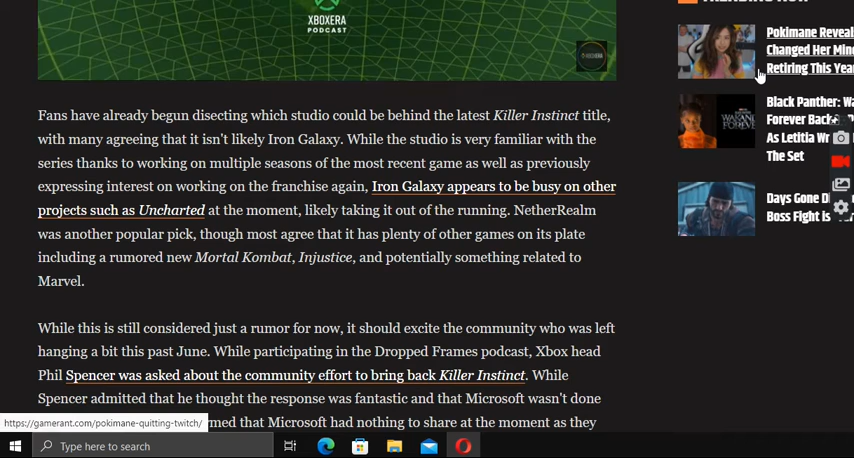 XBOXERA
PODCAST
Fans have already begun disecting which studio could be behind the latest Killer Instinct title,
with many agreeing that it isn't likely Iron Galaxy. While the studio is very familiar with the
series thanks to working on multiple seasons of the most recent game as well as previously
expressing interest on working on the franchise again, Iron Galaxy appears to be busy on other
projects such as Uncharted at the moment, likely taking it out of the running. NetherRealm
was another popular pick, though most agree that it has plenty of other games on its plate
including a rumored new Mortal Kombat, Injustice, and potentially something related to
Marvel.
While this is still considered just a rumor for now, it should excite the community who was left
hanging a bit this past June. While participating in the Dropped Frames podcast, Xbox head
Phil Spencer was asked about the community effort to bring back Killer Instinct. While
Spencer admitted that he thought the response was fantastic and that Microsoft wasn't done
rmed that Microsoft had nothing to share at the moment as they
https://gamerant.com/pokimane-quitting-twitch/
Pokimane Reveal
Changed Her Min
Retiring This Yea
Black Panther: Wa
Forever Back
As Letitia Wr
The Set
WAKANDA
FOREVER
Days Gone D
Boss Fight is
Type here to search